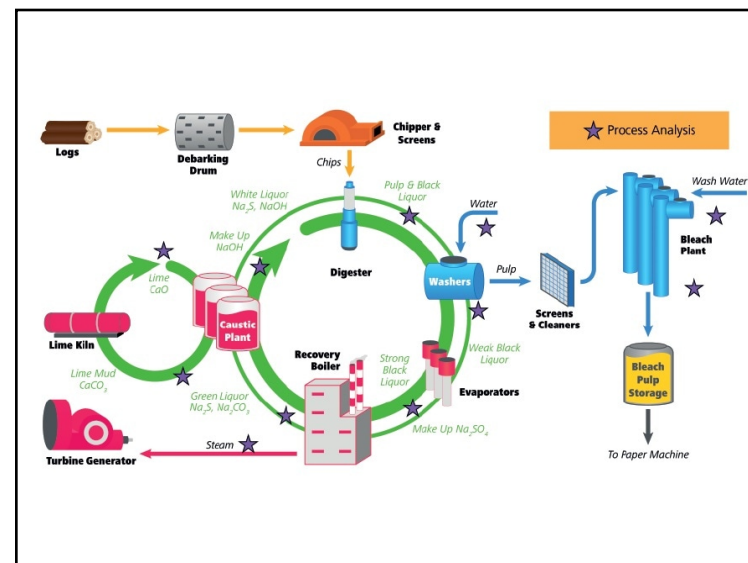 Process Analysis
Logs
Debarking
Drum
Chipper &
Screens
Chips
White Liquor
Na₂S, NaOH
Pulp & Black
Liquor
Water
Wash Water
Make Up
NaOH
Bleach
Plant
Lime
CaO
Digester
Washers
Pulp
Screens
& Cleaners
Lime Kiln
Caustic
Plant
Weak Black
Liquor
Recovery
Boiler
Strong
Black
Liquor
Evaporators
Bleach
Pulp
Storage
Lime Mud
CaCO₃
Green Liquor
Na₂S, Na₂CO₃
Make Up Na₂SO₄
Steam
Turbine Generator
To Paper Machine